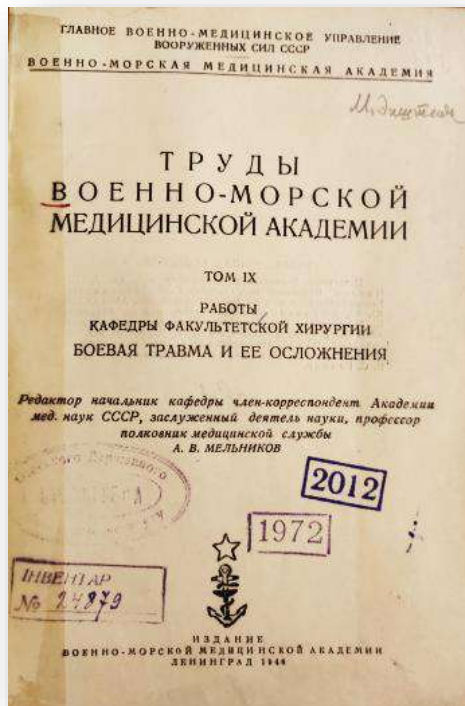 ГЛАВНОЕ ВОЕННО-МЕДИЦИНСКОЕ УПРАВЛЕНИЕ
ВООРУЖЕННЫХ СИЛ СССР
ВОЕННО-МОРСКАЯ МЕДИЦИНСКАЯ АКАДЕМИЯ
ТРУДЫ
ВОЕННО-МОРСКОЙ
МЕДИЦИНСКОЙ АКАДЕМИИ
ТОМ IX
РАБОТЫ
КАФЕДРЫ ФАКУЛЬТЕТСКОЙ ХИРУРГИИ
БОЕВАЯ ТРАВМА И ЕЕ ОСЛОЖНЕНИЯ
Редактор начальник кафедры член-корреспондент Академии
мед. наук СССР, заслуженный деятель науки, профессор
полковник медицинской службы
А. В. МЕЛЬНИКОВ
Державного
2012
1972
ІНВЕНТАР
№ 24879
ИЗДАНИЕ
ВОЕННО-МОРСКОЙ МЕДИЦИНСКОЙ АКАДЕМИИ
ЛЕНИНГРАД